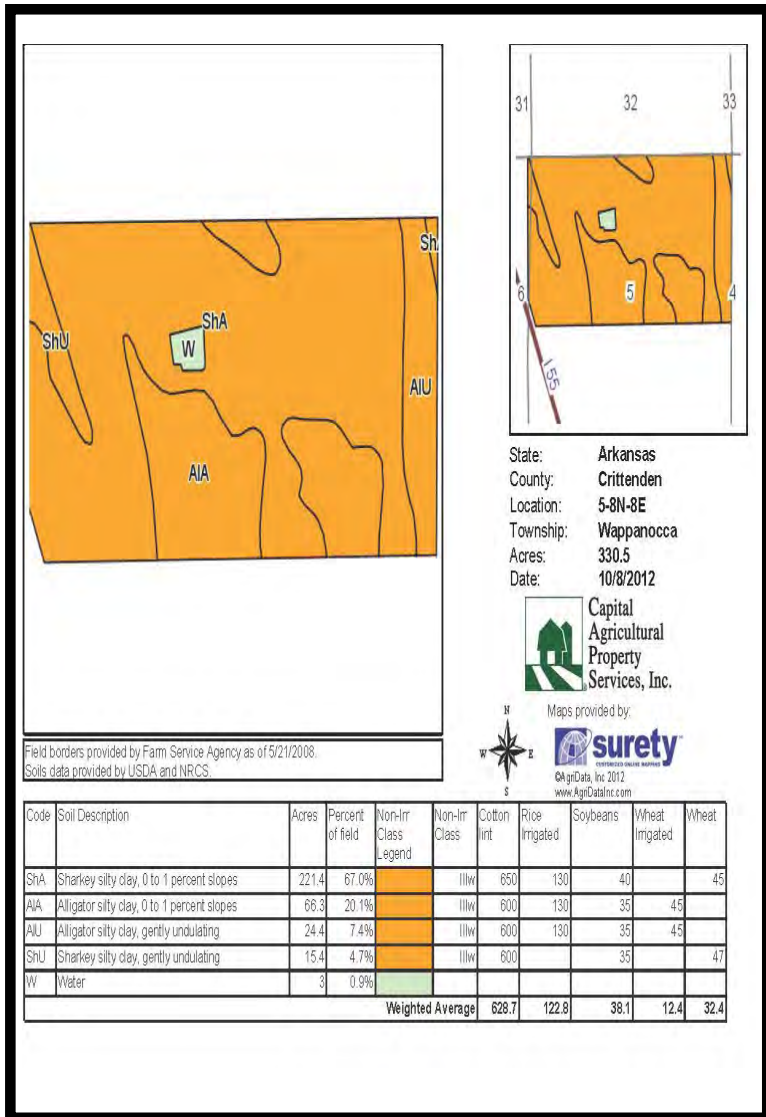 31 32 33
6 5 4
I 55
Sh
ShU
ShA
W
AlU
AlA
State: Arkansas
County: Crittenden
Location: 5-8N-8E
Township: Wappanocca
Acres: 330.5
Date: 10/8/2012
Capital
Agricultural
Property
Services, Inc.
Maps provided by:
N
W E
S
surety
CUSTOMIZED ONLINE MAPPING
©AgriData, Inc 2012
www.AgriDataInc.com
Field borders provided by Farm Service Agency as of 5/21/2008.
Soils data provided by USDA and NRCS.
Code Soil Description Acres Percent of field Non-Irr Class Legend Non-Irr Class Cotton lint Rice Irrigated Soybeans Wheat Irrigated Wheat
ShA Sharkey silty clay, 0 to 1 percent slopes 221.4 67.0% IIIw 650 130 40 45
AlA Alligator silty clay, 0 to 1 percent slopes 66.3 20.1% IIIw 600 130 35 45
AlU Alligator silty clay, gently undulating 24.4 7.4% IIIw 600 130 35 45
ShU Sharkey silty clay, gently undulating 15.4 4.7% IIIw 600 35 47
W Water 3 0.9%
Weighted Average 628.7 122.8 38.1 12.4 32.4